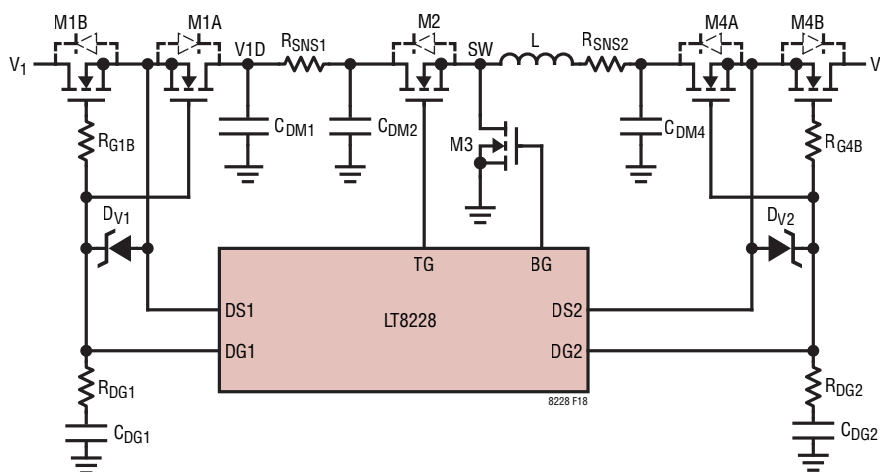 M1B M1A M2 M4A M4B
V1 V1D RSNS1 SW L RSNS2 V
CDM1 CDM2 M3 CDM4
RG1B RG4B
DV1 DV2
TG BG
DS1 DS2
LT8228
DG1 DG2
8228 F18
RDG1 RDG2
CDG1 CDG2